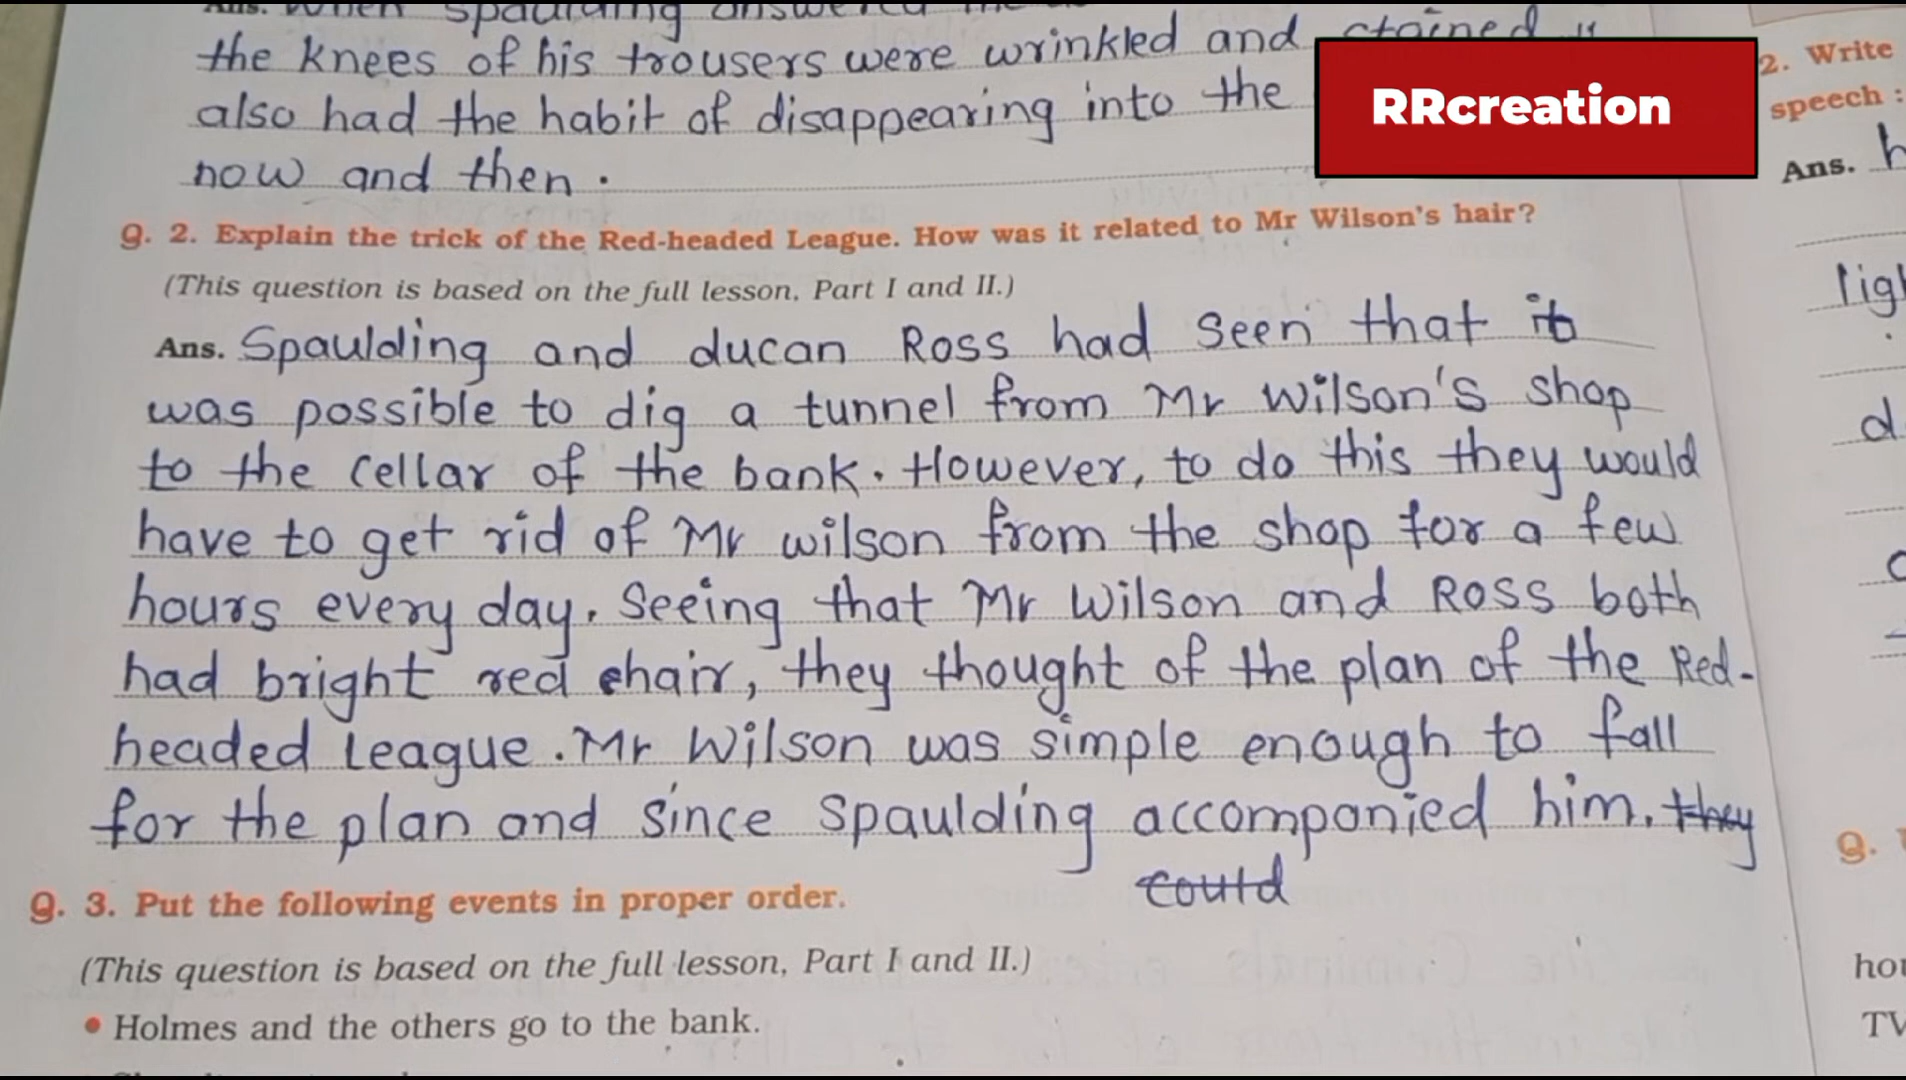 Ans. When spaulding answered the
the knees of his trousers were wrinkled and stained
also had the habit of disappearing into the
now and then.
RRcreation
Q. 2. Explain the trick of the Red-headed League. How was it related to Mr Wilson's hair?
(This question is based on the full lesson, Part I and II.)
Ans. Spaulding and ducan Ross had seen that it
was possible to dig a tunnel from Mr Wilson's shop
to the cellar of the bank. However, to do this they would
have to get rid of Mr wilson from the shop for a few
hours every day. Seeing that Mr Wilson and Ross both
had bright red hair, they thought of the plan of the Red-
headed League. Mr Wilson was simple enough to fall
for the plan and since spaulding accompanied him, they
could
Q. 3. Put the following events in proper order.
(This question is based on the full lesson, Part I and II.)
• Holmes and the others go to the bank.
2. Write
speech :
Ans. h
d
Q.
TV